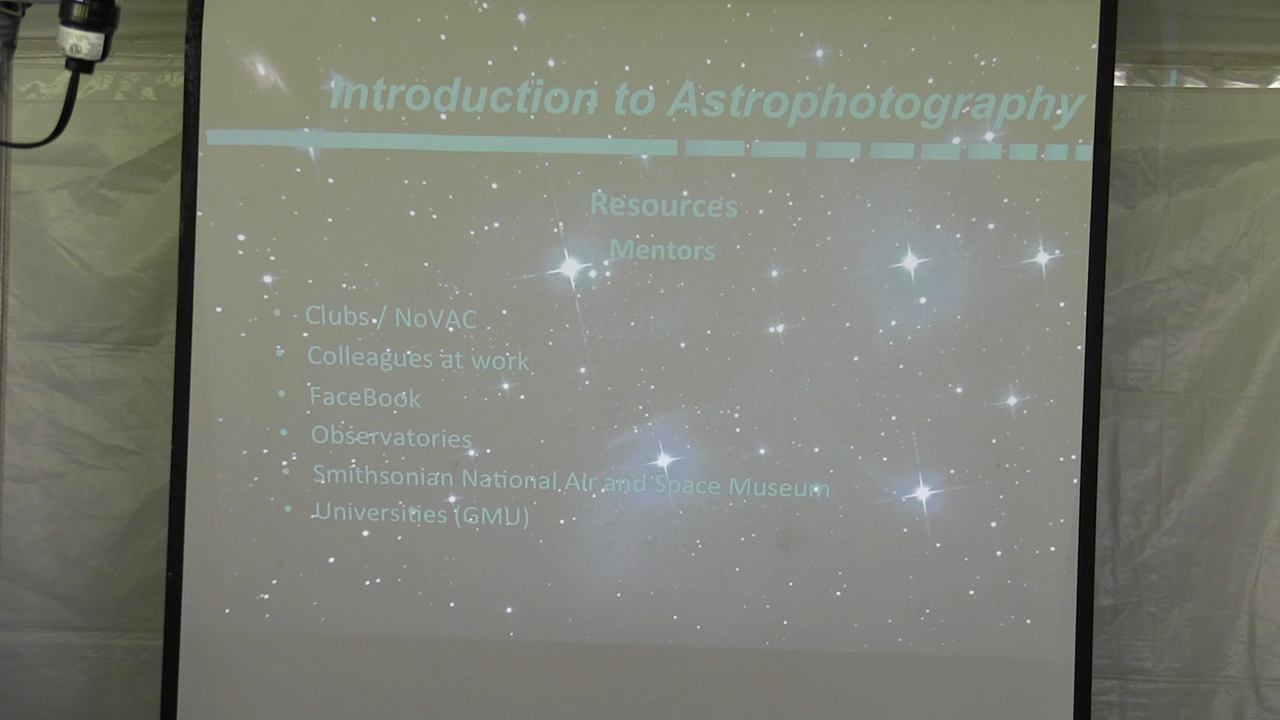 Introduction to Astrophotography
Resources
Mentors
• Clubs / NoVAC
• Colleagues at work
• FaceBook
• Observatories
• Smithsonian National Air and Space Museum
• Universities (GMU)